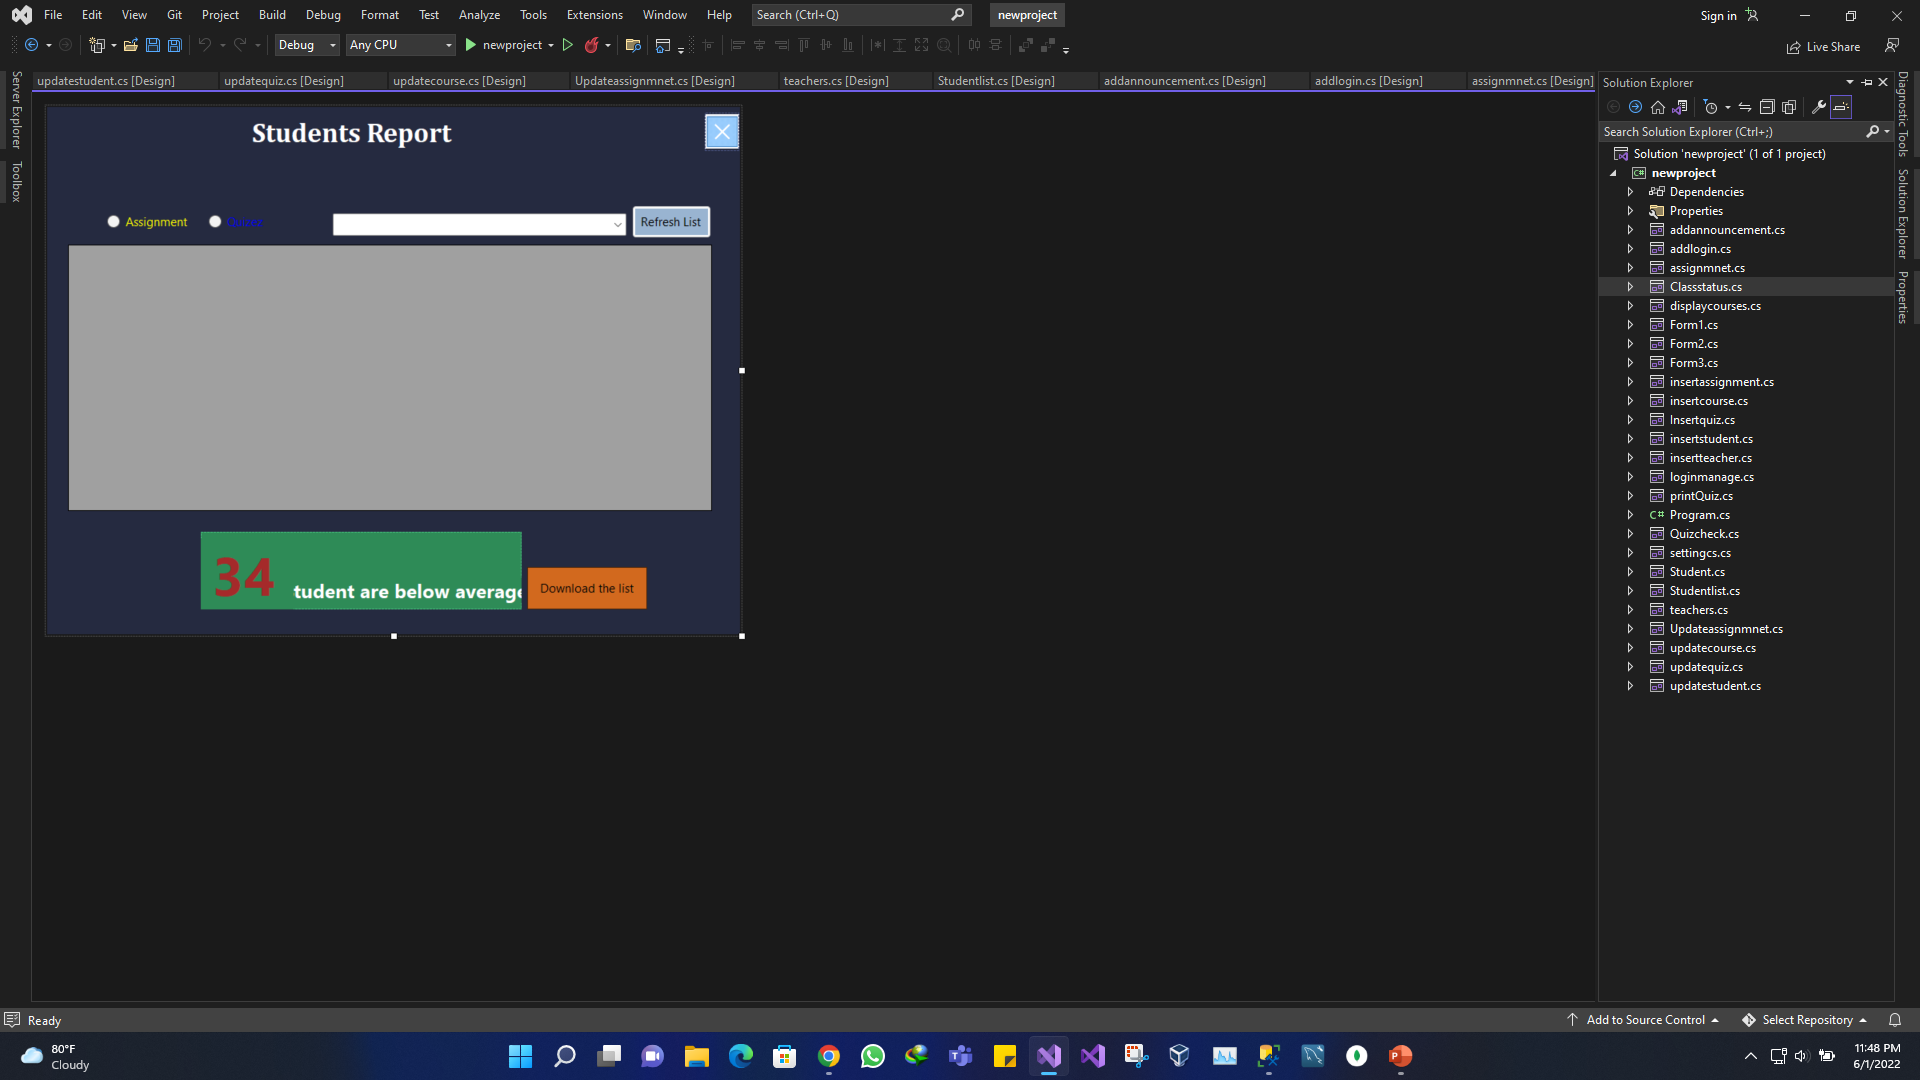 File Edit View Git Project Build Debug Format Test Analyze Tools Extensions Window Help Search (Ctrl+Q) newproject Sign in
Debug Any CPU newproject Live Share
updatestudent.cs [Design] updatequiz.cs [Design] updatecourse.cs [Design] Updateassignmnet.cs [Design] teachers.cs [Design] Studentlist.cs [Design] addannouncement.cs [Design] addlogin.cs [Design] assignmnet.cs [Design]
Server Explorer
Toolbox
Students Report
Assignment
Quizes
Refresh List
34
tudent are below average
Download the list
Solution Explorer
Search Solution Explorer (Ctrl+;)
Solution 'newproject' (1 of 1 project)
C# newproject
Dependencies
Properties
addannouncement.cs
addlogin.cs
assignmnet.cs
Classstatus.cs
displaycourses.cs
Form1.cs
Form2.cs
Form3.cs
insertassignment.cs
insertcourse.cs
Insertquiz.cs
insertstudent.cs
insertteacher.cs
loginmanage.cs
printQuiz.cs
C# Program.cs
Quizcheck.cs
settingcs.cs
Student.cs
Studentlist.cs
teachers.cs
Updateassignmnet.cs
updatecourse.cs
updatequiz.cs
updatestudent.cs
Diagnostic Tools
Solution Explorer
Properties
Ready
Add to Source Control
Select Repository
80°F
Cloudy
11:48 PM
6/1/2022